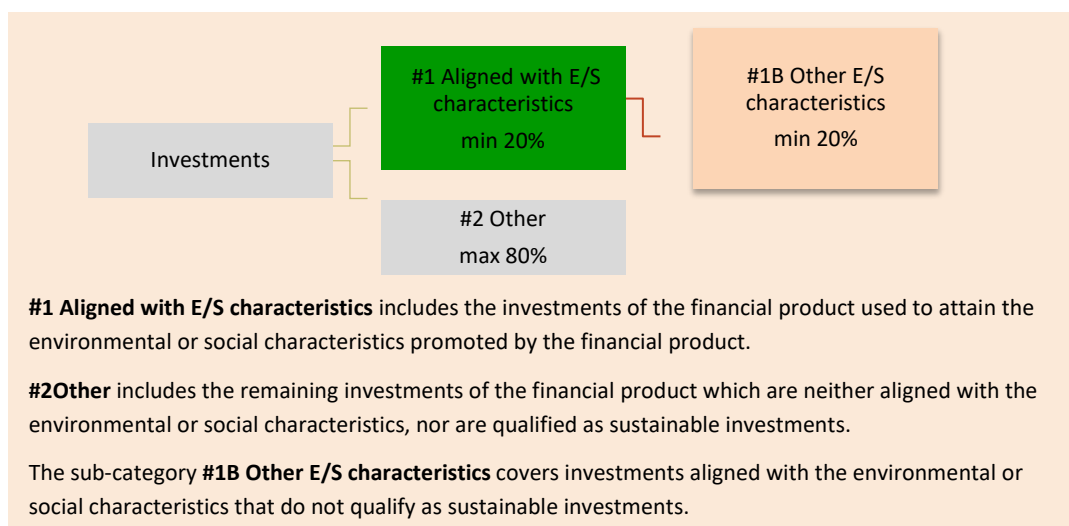 #1 Aligned with E/S
characteristics
min 20%
#1B Other E/S
characteristics
min 20%
Investments
#2 Other
max 80%
#1 Aligned with E/S characteristics includes the investments of the financial product used to attain the
environmental or social characteristics promoted by the financial product.
#2Other includes the remaining investments of the financial product which are neither aligned with the
environmental or social characteristics, nor are qualified as sustainable investments.
The sub-category #1B Other E/S characteristics covers investments aligned with the environmental or
social characteristics that do not qualify as sustainable investments.